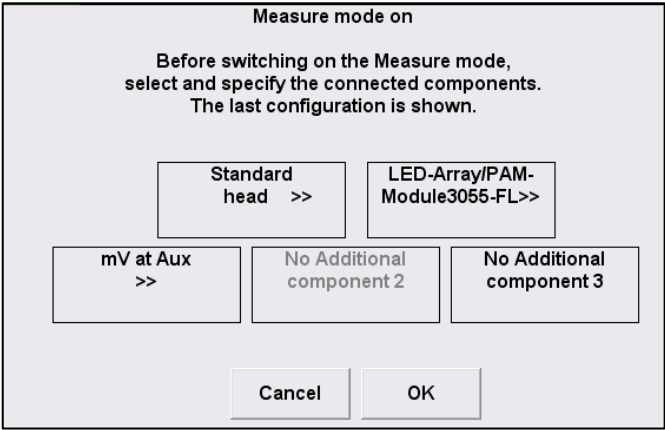 Measure mode on
Before switching on the Measure mode,
select and specify the connected components.
The last configuration is shown.
Standard
head >>
LED-Array/PAM-
Module3055-FL>>
mV at Aux
>>
No Additional
component 2
No Additional
component 3
Cancel
OK